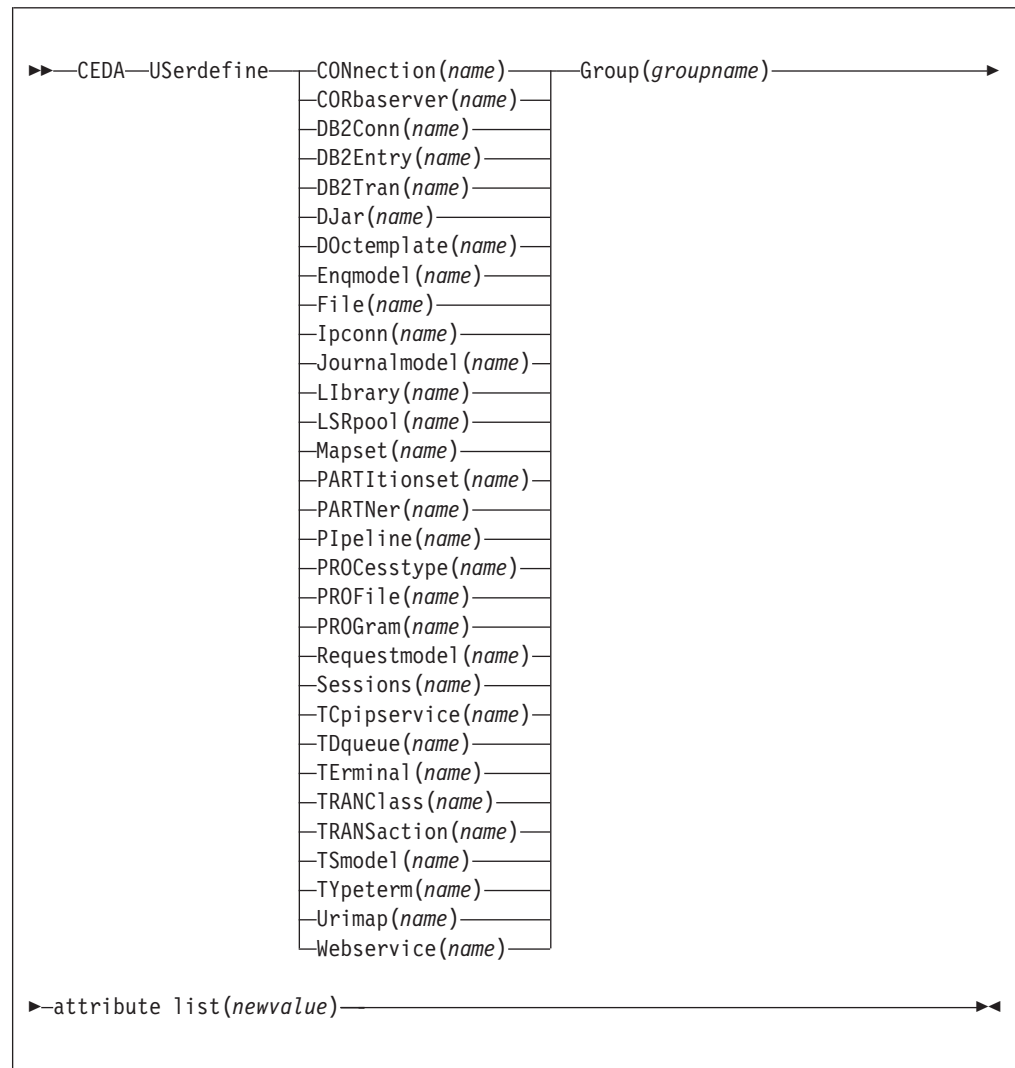 CEDA USerdefine CONnection(name) Group(groupname)
CORbaserver(name)
DB2Conn(name)
DB2Entry(name)
DB2Tran(name)
DJar(name)
DOctemplate(name)
Enqmodel(name)
File(name)
Ipconn(name)
Journalmodel(name)
LIbrary(name)
LSRpool(name)
Mapset(name)
PARTItionset(name)
PARTNer(name)
PIpeline(name)
PROCesstype(name)
PROFile(name)
PROGram(name)
Requestmodel(name)
Sessions(name)
TCpipservice(name)
TDqueue(name)
TErminal(name)
TRANClass(name)
TRANSaction(name)
TSmodel(name)
TYpeterm(name)
Urimap(name)
Webservice(name)
attribute list(newvalue)